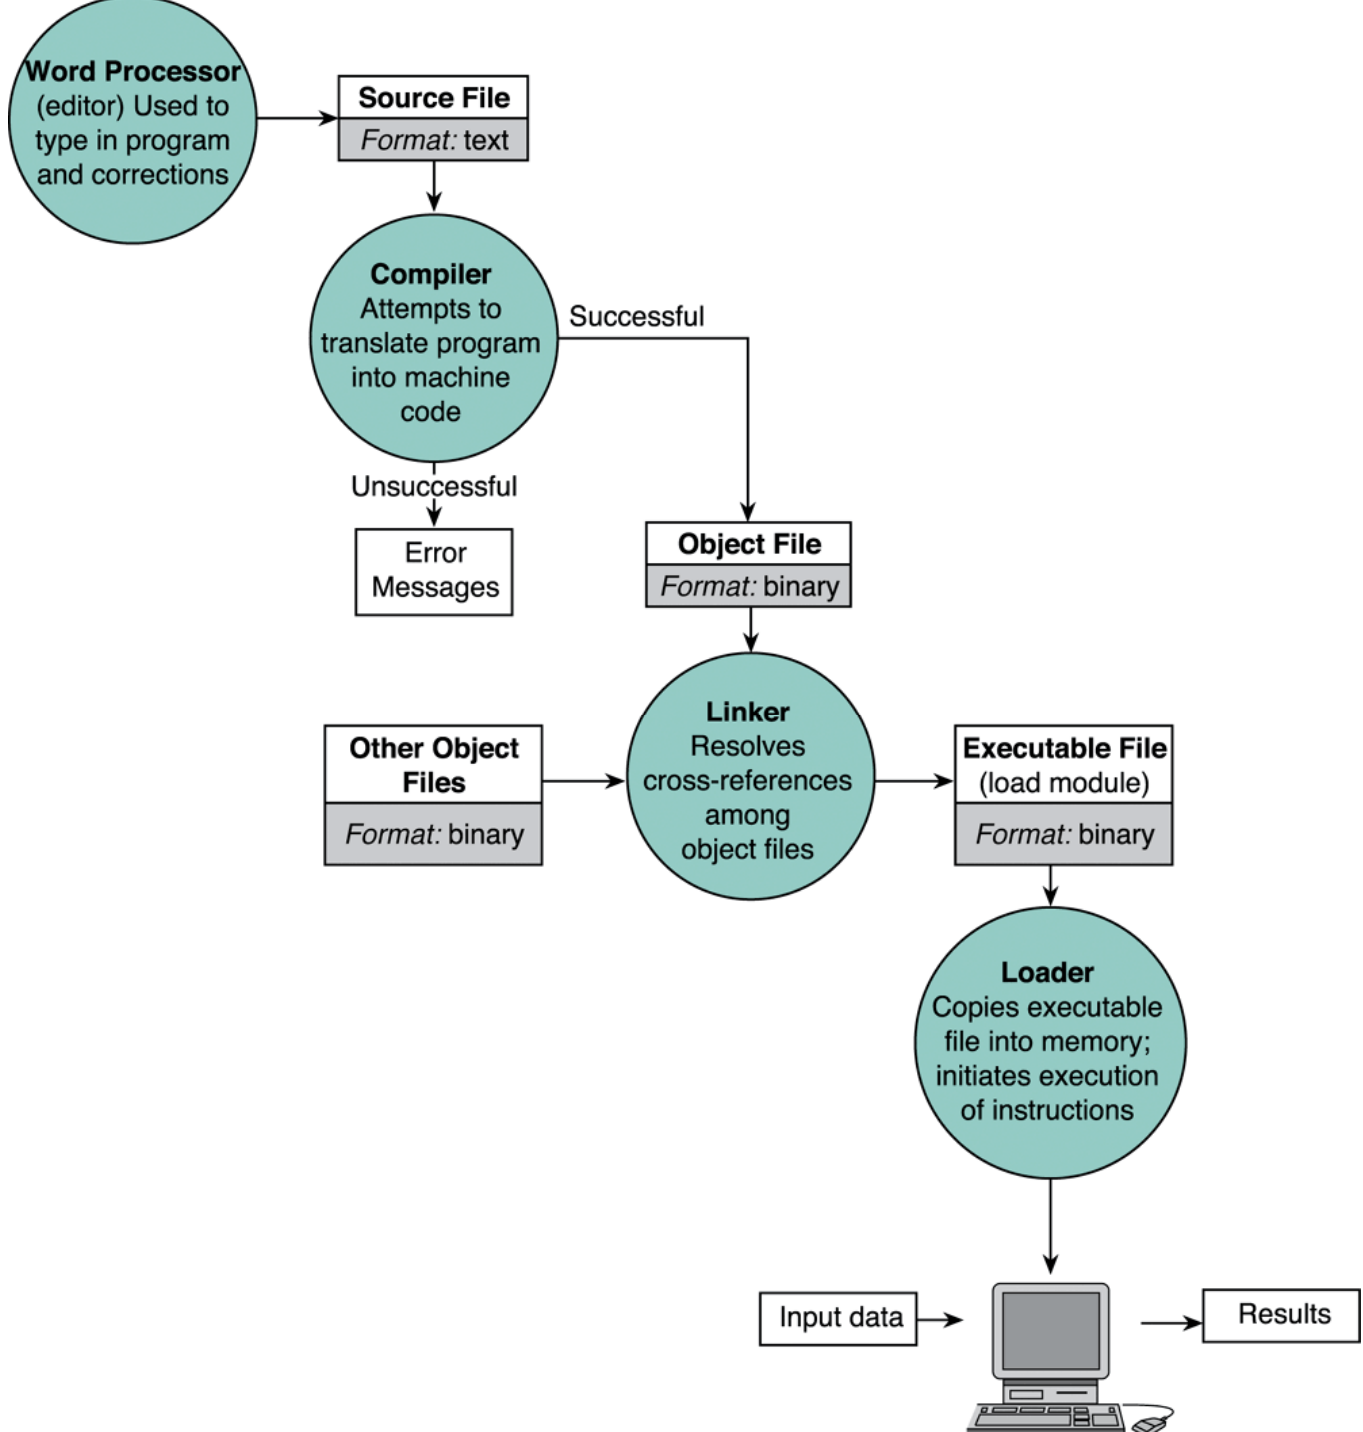 Word Processor
(editor) Used to
type in program
and corrections
Source File
Format: text
Compiler
Attempts to
translate program
into machine
code
Successful
Unsuccessful
Error
Messages
Object File
Format: binary
Linker
Resolves
cross-references
among
object files
Other Object
Files
Format: binary
Executable File
(load module)
Format: binary
Loader
Copies executable
file into memory;
initiates execution
of instructions
Input data
Results